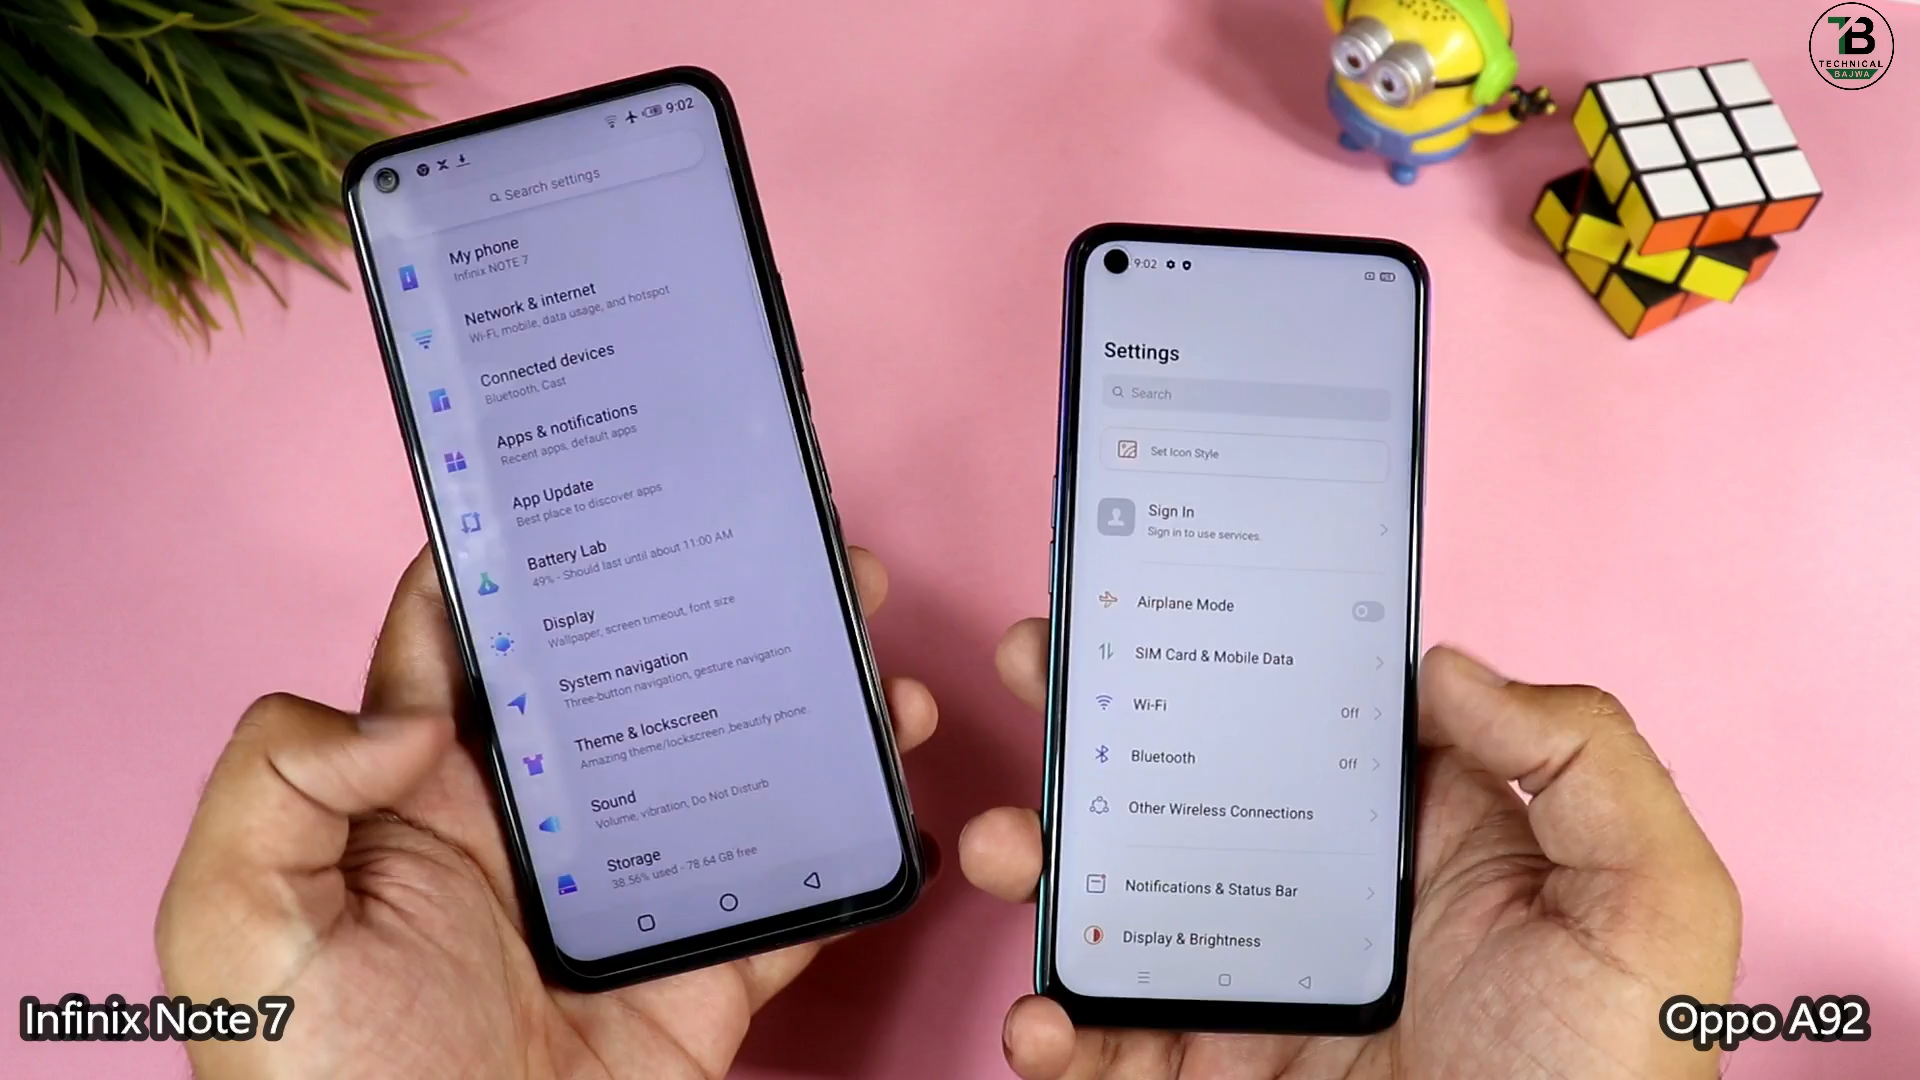 TB
TECHNICAL
BAJWA
9:02
Search settings
My phone
Infinix NOTE 7
Network & internet
Wi-Fi, mobile, data usage, and hotspot
Connected devices
Bluetooth, Cast
Apps & notifications
Recent apps, default apps
App Update
Best place to discover apps
Battery Lab
49% - Should last until about 11:00 AM
Display
Wallpaper, screen timeout, font size
System navigation
Three-button navigation, gesture navigation
Theme & lockscreen
Amazing theme/lockscreen ,beautify phone.
Sound
Volume, vibration, Do Not Disturb
Storage
38.56% used - 78.64 GB free
9:02
Settings
Search
Set Icon Style
Sign In
Sign in to use services.
Airplane Mode
SIM Card & Mobile Data
Wi-Fi Off
Bluetooth Off
Other Wireless Connections
Notifications & Status Bar
Display & Brightness
Infinix Note 7
Oppo A92